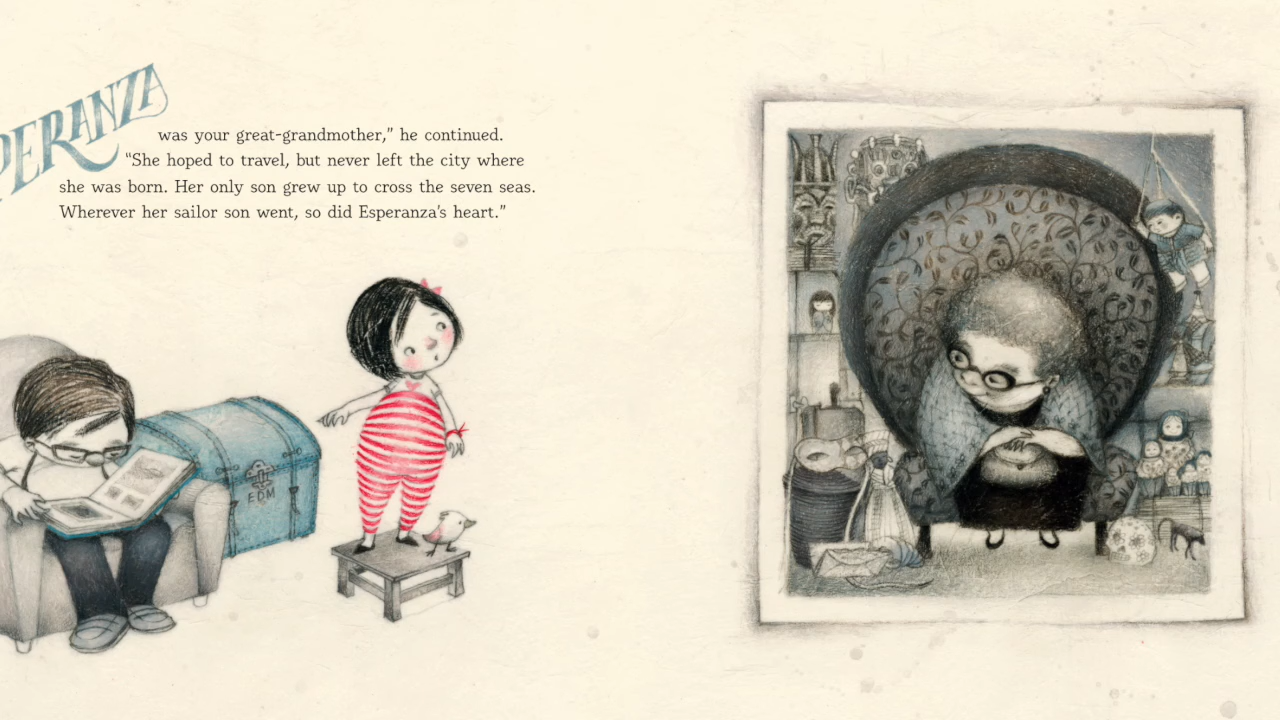 PERANZA
was your great-grandmother,” he continued.
“She hoped to travel, but never left the city where
she was born. Her only son grew up to cross the seven seas.
Wherever her sailor son went, so did Esperanza’s heart.”
EDM